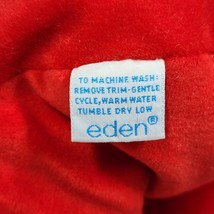 TO MACHINE WASH:
REMOVE TRIM-GENTLE
CYCLE, WARM WATER
TUMBLE DRY LOW
eden®